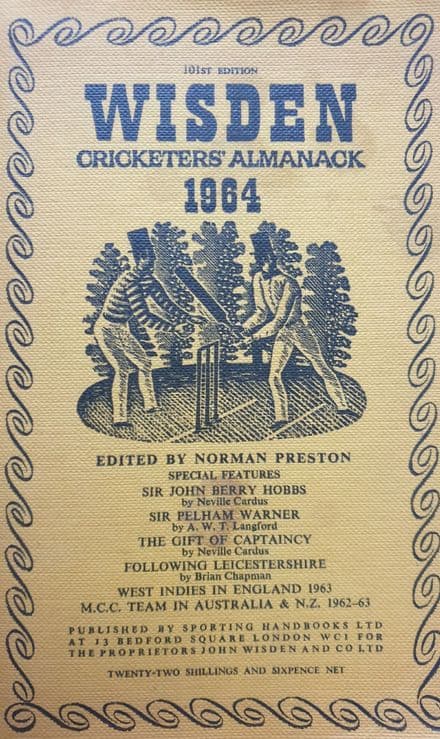 101ST EDITION
WISDEN
CRICKETERS' ALMANACK
1964
EDITED BY NORMAN PRESTON
SPECIAL FEATURES
SIR JOHN BERRY HOBBS
by Neville Cardus
SIR PELHAM WARNER
by A. W. T. Langford
THE GIFT OF CAPTAINCY
by Neville Cardus
FOLLOWING LEICESTERSHIRE
by Brian Chapman
WEST INDIES IN ENGLAND 1963
M.C.C. TEAM IN AUSTRALIA & N.Z. 1962–63
PUBLISHED BY SPORTING HANDBOOKS LTD
AT 13 BEDFORD SQUARE LONDON WC1 FOR
THE PROPRIETORS JOHN WISDEN AND CO LTD
TWENTY-TWO SHILLINGS AND SIXPENCE NET